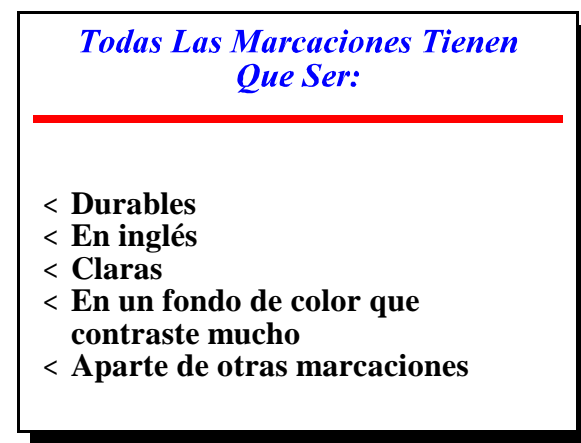 Todas Las Marcaciones Tienen
Que Ser:
< Durables
< En inglés
< Claras
< En un fondo de color que
contraste mucho
< Aparte de otras marcaciones